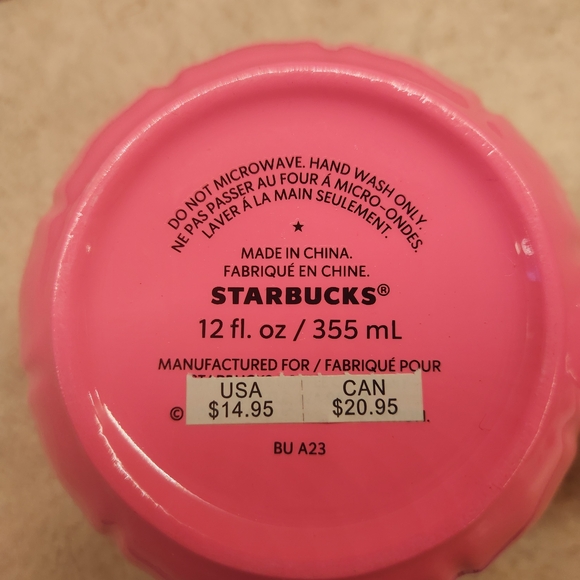 DO NOT MICROWAVE. HAND WASH ONLY.
NE PAS PASSER AU FOUR Á MICRO-ONDES.
LAVER Á LA MAIN SEULEMENT.
★
MADE IN CHINA.
FABRIQUÉ EN CHINE.
STARBUCKS®
12 fl. oz / 355 mL
MANUFACTURED FOR / FABRIQUÉ POUR
USA CAN
© $14.95 $20.95
BU A23